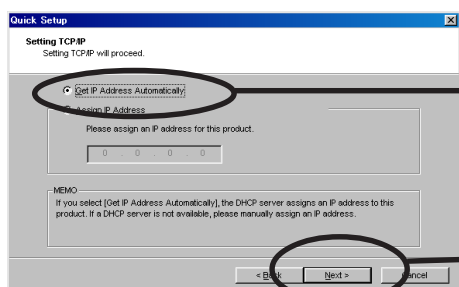 Quick Setup
Setting TCP/IP
Setting TCP/IP will proceed.
Get IP Address Automatically
Assign IP Address
Please assign an IP address for this product.
0 . 0 . 0 . 0
MEMO
If you select [Get IP Address Automatically], the DHCP server assigns an IP address to this
product. If a DHCP server is not available, please manually assign an IP address.
< Back Next > Cancel